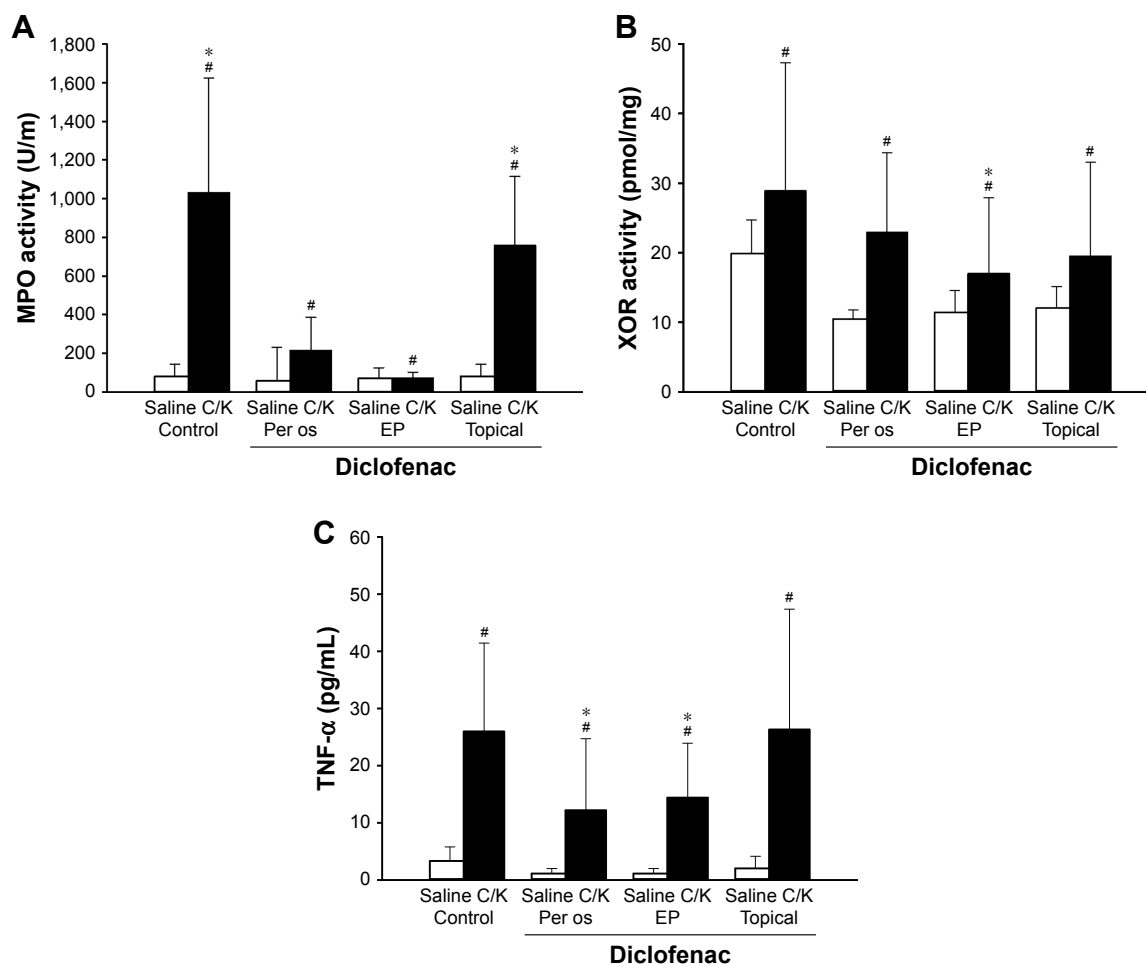 A
MPO activity (U/m)
1,800
1,600
1,400
1,200
1,000
800
600
400
200
0
*
#
#
#
*
#
Saline C/K Saline C/K Saline C/K Saline C/K
Control Per os EP Topical
Diclofenac
B
XOR activity (pmol/mg)
50
40
30
20
10
0
#
#
*
#
#
Saline C/K Saline C/K Saline C/K Saline C/K
Control Per os EP Topical
Diclofenac
C
TNF-α (pg/mL)
60
50
40
30
20
10
0
#
*
#
*
#
#
Saline C/K Saline C/K Saline C/K Saline C/K
Control Per os EP Topical
Diclofenac